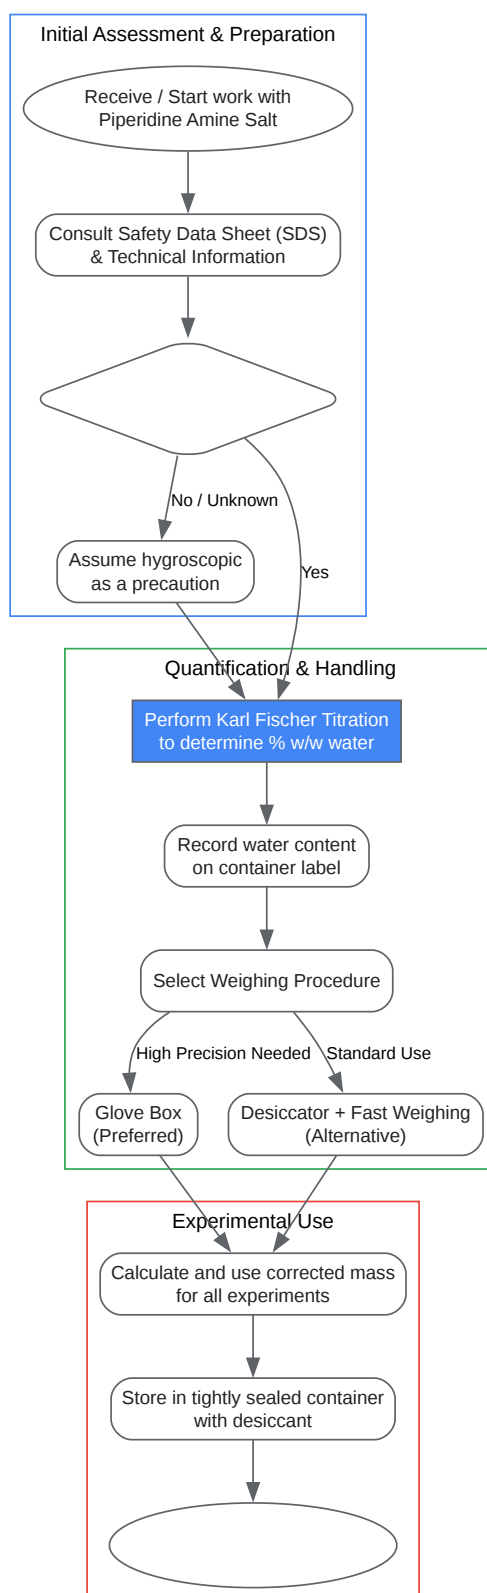 Initial Assessment & Preparation
Receive / Start work with
Piperidine Amine Salt
Consult Safety Data Sheet (SDS)
& Technical Information
No / Unknown
Assume hygroscopic
as a precaution
Yes
Quantification & Handling
Perform Karl Fischer Titration
to determine % w/w water
Record water content
on container label
Select Weighing Procedure
High Precision Needed
Standard Use
Glove Box
(Preferred)
Desiccator + Fast Weighing
(Alternative)
Experimental Use
Calculate and use corrected mass
for all experiments
Store in tightly sealed container
with desiccant